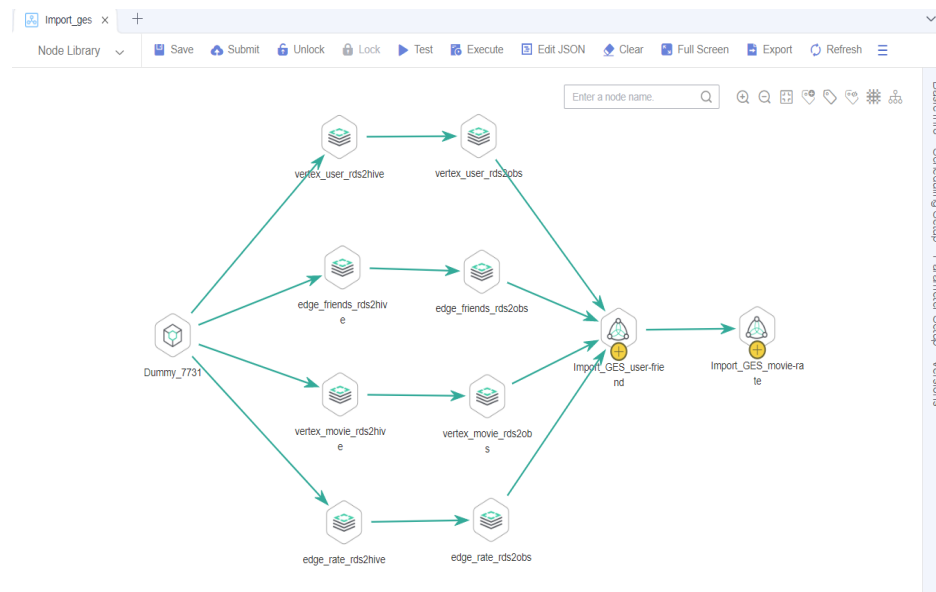 Import_ges
Node Library
Save
Submit
Unlock
Lock
Test
Execute
Edit JSON
Clear
Full Screen
Export
Refresh
Enter a node name.
vertex_user_rds2hive
vertex_user_rds2obs
edge_friends_rds2hiv
e
edge_friends_rds2obs
Dummy_7731
Import_GES_user-frie
nd
Import_GES_movie-ra
te
vertex_movie_rds2hiv
e
vertex_movie_rds2ob
s
edge_rate_rds2hive
edge_rate_rds2obs